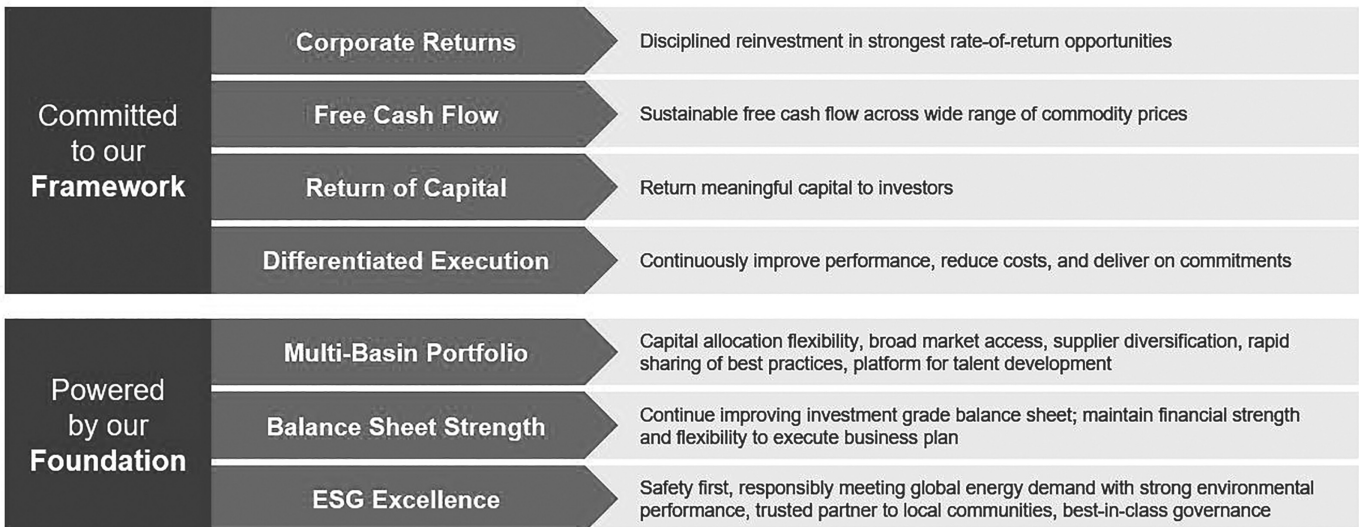 Committed
to our
Framework
Corporate Returns
Disciplined reinvestment in strongest rate-of-return opportunities
Free Cash Flow
Sustainable free cash flow across wide range of commodity prices
Return of Capital
Return meaningful capital to investors
Differentiated Execution
Continuously improve performance, reduce costs, and deliver on commitments
Powered
by our
Foundation
Multi-Basin Portfolio
Capital allocation flexibility, broad market access, supplier diversification, rapid
sharing of best practices, platform for talent development
Balance Sheet Strength
Continue improving investment grade balance sheet; maintain financial strength
and flexibility to execute business plan
ESG Excellence
Safety first, responsibly meeting global energy demand with strong environmental
performance, trusted partner to local communities, best-in-class governance